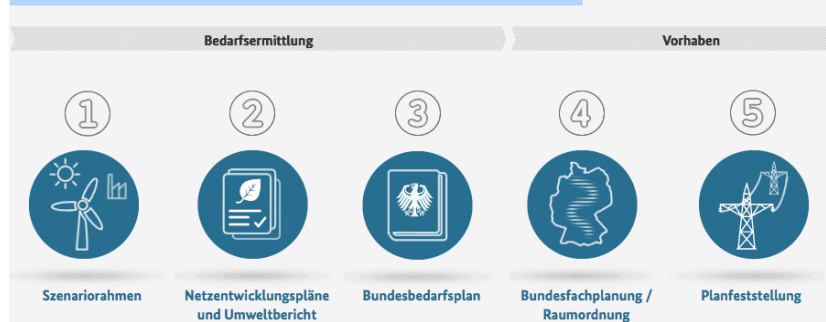 Bedarfsermittlung
Vorhaben
1
2
3
4
5
Szenariorahmen
Netzentwicklungspläne
und Umweltbericht
Bundesbedarfsplan
Bundesfachplanung /
Raumordnung
Planfeststellung